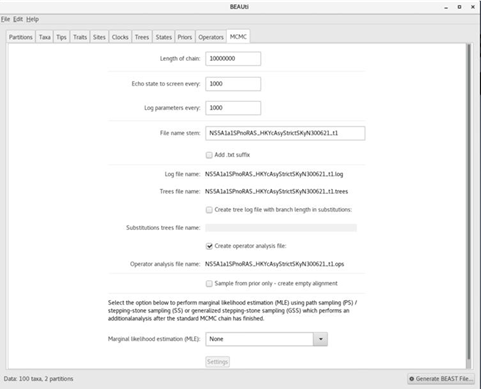 BEAUti
File Edit Help
Partitions Taxa Tips Traits Sites Clocks Trees States Priors Operators MCMC
Length of chain: 10000000
Echo state to screen every: 1000
Log parameters every: 1000
File name stem: NS5A1a1SPnoRAS_HKYcAsyStrictSKyN300621_t1
Add .txt suffix
Log file name: NS5A1a1SPnoRAS_HKYcAsyStrictSKyN300621_t1.log
Trees file name: NS5A1a1SPnoRAS_HKYcAsyStrictSKyN300621_t1.trees
Create tree log file with branch length in substitutions:
Substitutions trees file name:
Create operator analysis file:
Operator analysis file name: NS5A1a1SPnoRAS_HKYcAsyStrictSKyN300621_t1.ops
Sample from prior only - create empty alignment
Select the option below to perform marginal likelihood estimation (MLE) using path sampling (PS) /
stepping-stone sampling (SS) or generalized stepping-stone sampling (GSS) which performs an
additionalanalysis after the standard MCMC chain has finished.
Marginal likelihood estimation (MLE): None
Settings
Data: 100 taxa, 2 partitions
Generate BEAST File...